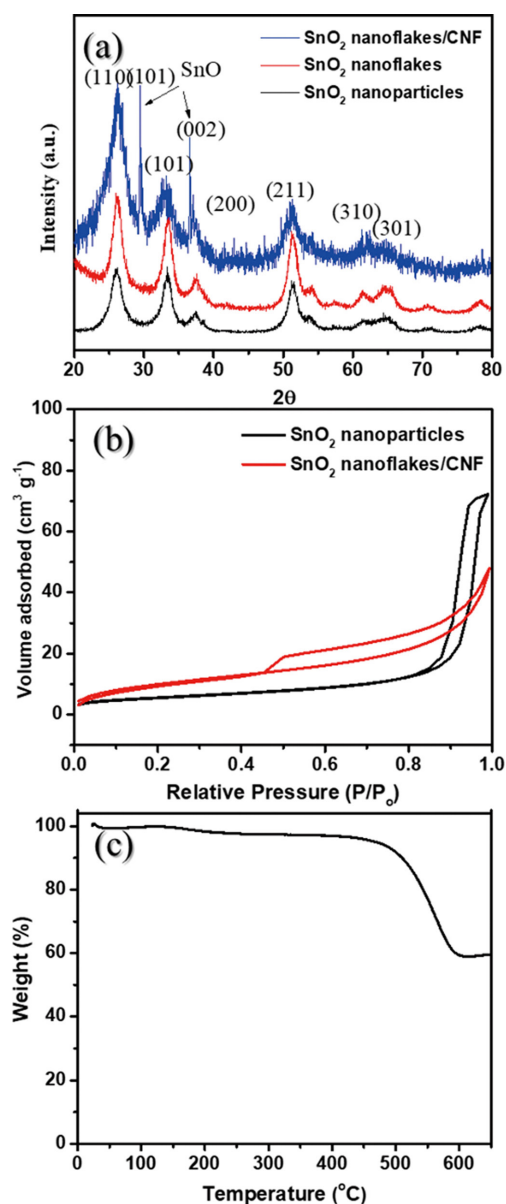 (a)
SnO₂ nanoflakes/CNF
SnO₂ nanoflakes
SnO₂ nanoparticles
(110)(101) SnO
(002)
(101)
(200)
(211)
(310)
(301)
Intensity (a.u.)
20 30 40 50 60 70 80
2θ
(b)
SnO₂ nanoparticles
SnO₂ nanoflakes/CNF
100
80
60
40
20
0
Volume adsorbed (cm³ g⁻¹)
0.0 0.2 0.4 0.6 0.8 1.0
Relative Pressure (P/Pₒ)
(c)
100
80
60
40
20
0
Weight (%)
0 100 200 300 400 500 600
Temperature (°C)